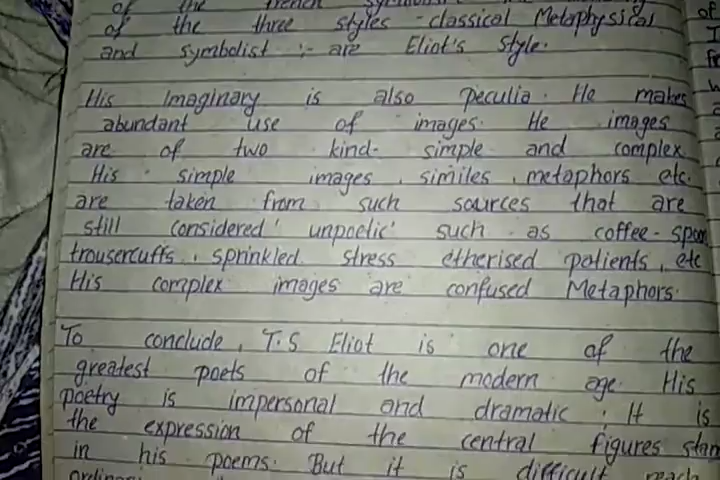 of the French
of the three styles - classical Metaphysical
and symbolist :- are Eliot's style.
His Imaginary is also peculia. He makes
abundant use of images. He images
are of two kind- simple and complex
His simple images, similes, metaphors etc.
are taken from such sources that are
still considered 'unpoetic' such as coffee-spoon
trousercuffs, sprinkled stress etherised patients, etc
His complex images are confused Metaphors.
To conclude, T.S Eliot is one of the
greatest poets of the modern age. His
poetry is impersonal and dramatic; It is
the expression of the central figures
in his poems. But it is difficult reach